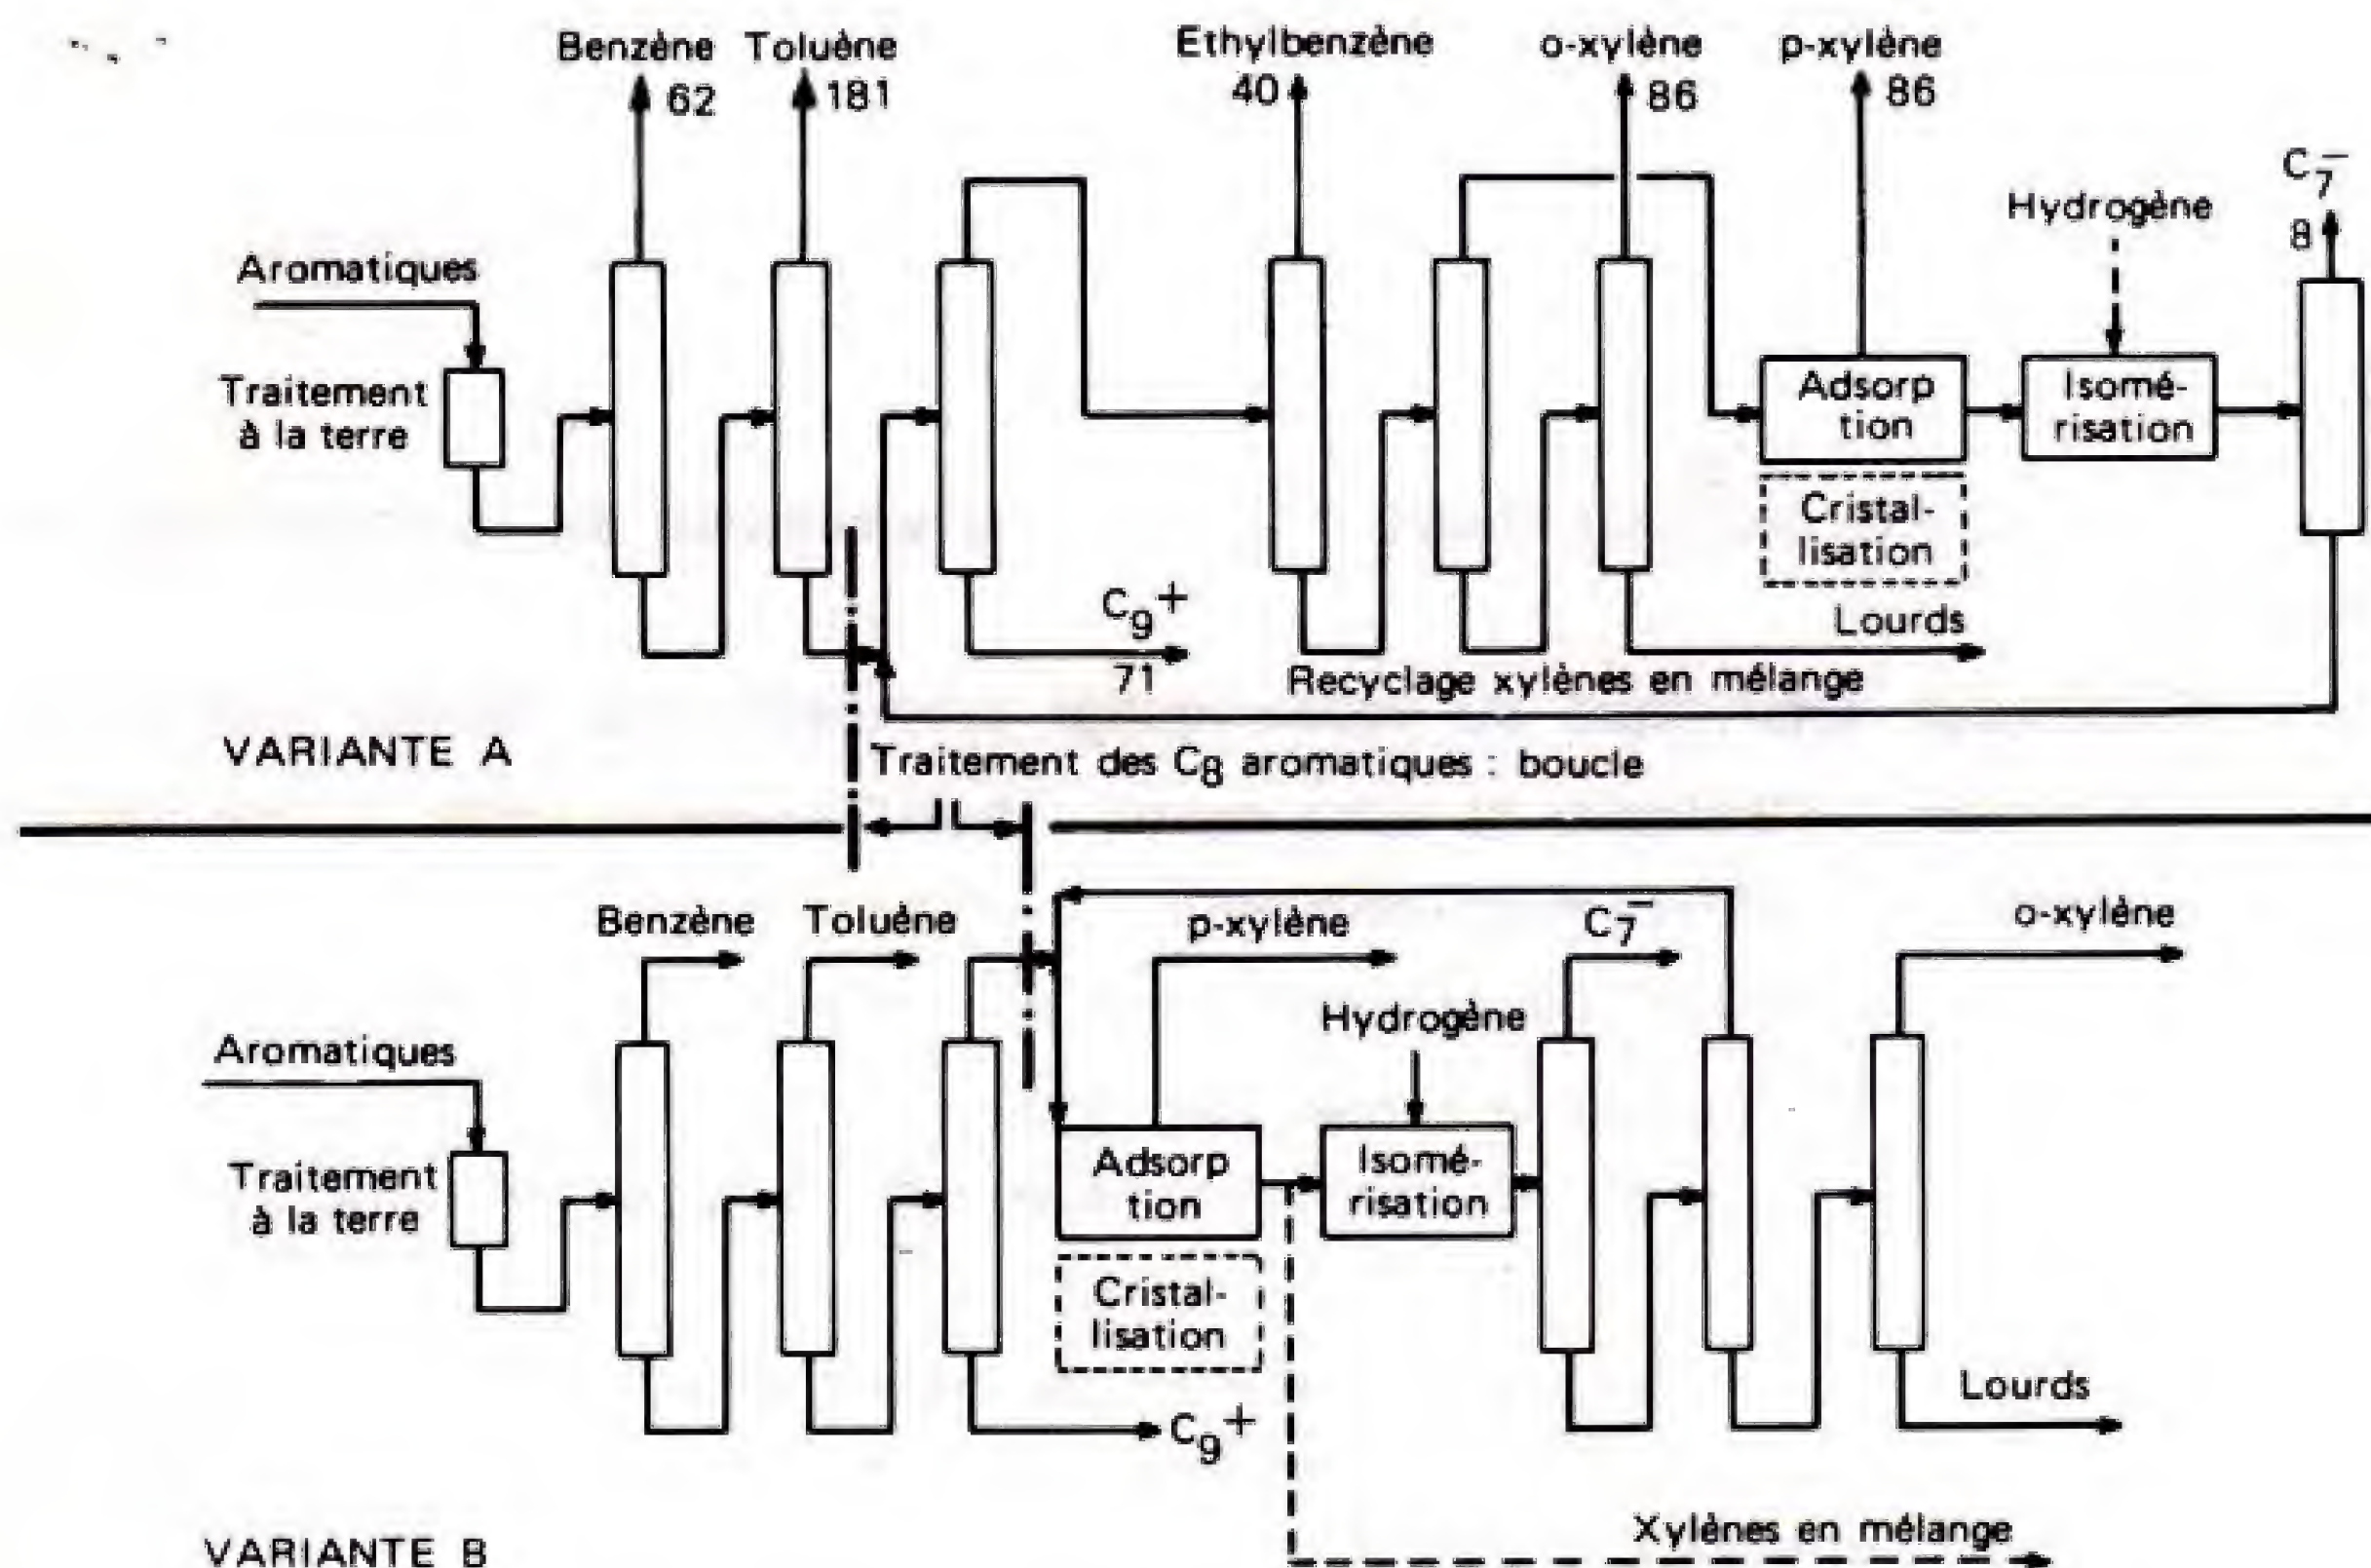 Benzène Toluène Ethylbenzène o-xylène p-xylène
62 181 40 86 86
C₇⁻
Hydrogène
8
Aromatiques
Traitement
à la terre
Adsorp
tion
Isomé-
risation
Cristal-
lisation
C₉+
71
Lourds
Recyclage xylènes en mélange
VARIANTE A
Traitement des C₈ aromatiques : boucle
Benzène Toluène p-xylène C₇⁻ o-xylène
Hydrogène
Aromatiques
Traitement
à la terre
Adsorp
tion
Isomé-
risation
Cristal-
lisation
Lourds
C₉+
Xylènes en mélange
VARIANTE B